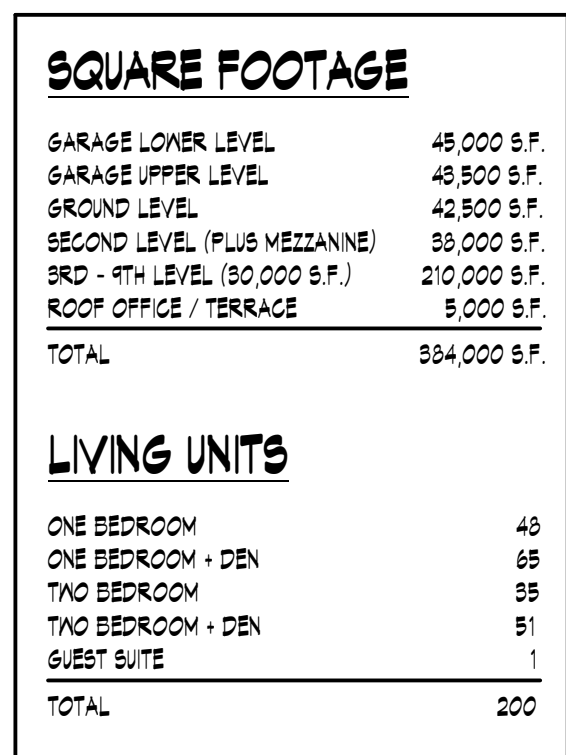 SQUARE FOOTAGE
GARAGE LOWER LEVEL 45,000 S.F.
GARAGE UPPER LEVEL 43,500 S.F.
GROUND LEVEL 42,500 S.F.
SECOND LEVEL (PLUS MEZZANINE) 38,000 S.F.
3RD - 9TH LEVEL (30,000 S.F.) 210,000 S.F.
ROOF OFFICE / TERRACE 5,000 S.F.
TOTAL 384,000 S.F.
LIVING UNITS
ONE BEDROOM 48
ONE BEDROOM + DEN 65
TWO BEDROOM 35
TWO BEDROOM + DEN 51
GUEST SUITE 1
TOTAL 200